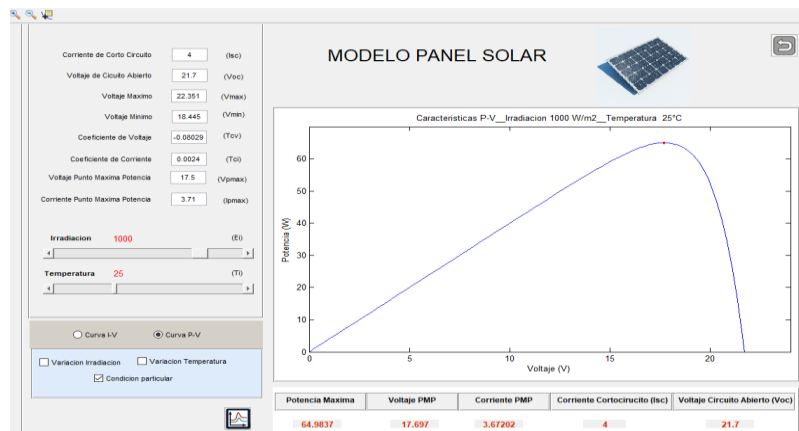 MODELO PANEL SOLAR
Corriente de Corto Circuito 4 (Isc)
Voltaje de Cicuito Abierto 21.7 (Voc)
Voltaje Maximo 22.351 (Vmax)
Voltaje Minimo 18.445 (Vmin)
Coeficiente de Voltaje -0.08029 (Tcv)
Coeficiente de Corriente 0.0024 (Tci)
Voltaje Punto Maxima Potencia 17.5 (Vpmax)
Corriente Punto Maxima Potencia 3.71 (Ipmax)
Irradiacion 1000 (Ei)
Temperatura 25 (Ti)
Curva I-V Curva P-V
Variacion Irradiacion Variacion Temperatura
Condicion particular
Caracteristicas P-V__Irradiacion 1000 W/m2__Temperatura 25°C
Potencia (W)
60
50
40
30
20
10
0
0 5 10 15 20
Voltaje (V)
Potencia Maxima Voltaje PMP Corriente PMP Corriente Cortocirucito (Isc) Voltaje Circuito Abierto (Voc)
64.9837 17.697 3.67202 4 21.7